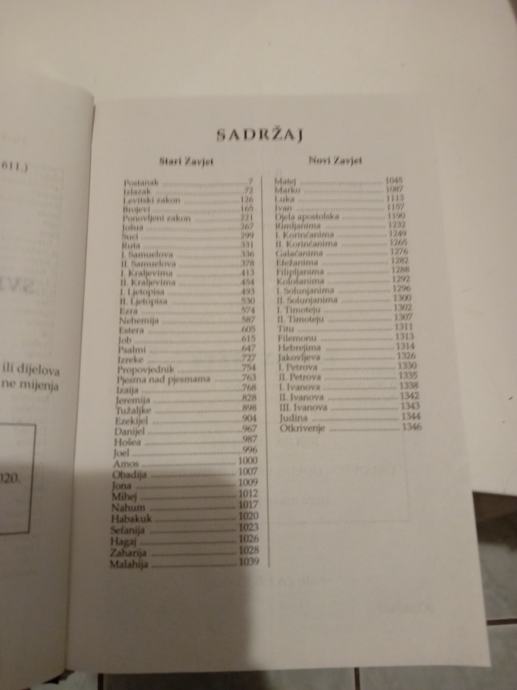 611.)
ili dijelova
ne mijenja
020.
SADRŽAJ
Stari Zavjet
Postanak 7
Izlazak 72
Levitski zakon 126
Brojevi 165
Ponovljeni zakon 221
Jošua 267
Suci 299
Ruta 331
I. Samuelova 336
II. Samuelova 378
I. Kraljevima 413
II. Kraljevima 454
I. Ljetopisa 493
II. Ljetopisa 530
Ezra 574
Nehemija 587
Estera 605
Job 615
Psalmi 647
Izreke 727
Propovjednik 754
Pjesma nad pjesmama 763
Izaija 768
Jeremija 828
Tužaljke 898
Ezekijel 904
Danijel 967
Hošea 987
Joel 996
Amos 1000
Obadija 1007
Jona 1009
Mihej 1012
Nahum 1017
Habakuk 1020
Sefanija 1023
Hagaj 1026
Zaharija 1028
Malahija 1039
Novi Zavjet
Matej 1045
Marko 1087
Luka 1113
Ivan 1157
Djela apostolska 1190
Rimljanima 1232
I. Korinćanima 1249
II. Korinćanima 1265
Galaćanima 1276
Efežanima 1282
Filipljanima 1288
Kološanima 1292
I. Solunjanima 1296
II. Solunjanima 1300
I. Timoteju 1302
II. Timoteju 1307
Titu 1311
Filemonu 1313
Hebrejima 1314
Jakovljeva 1326
I. Petrova 1330
II. Petrova 1335
I. Ivanova 1338
II. Ivanova 1342
III. Ivanova 1343
Judina 1344
Otkrivenje 1346